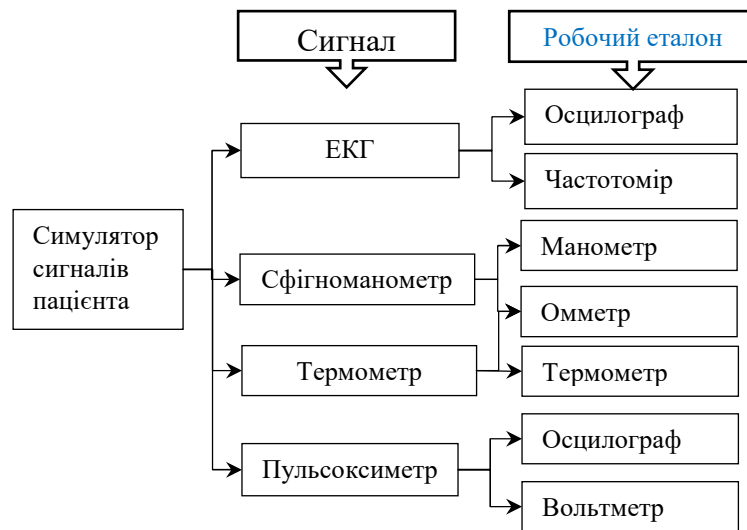 Сигнал
Робочий еталон
Симулятор
сигналів
пацієнта
ЕКГ
Сфігноманометр
Термометр
Пульсоксиметр
Осцилограф
Частотомір
Манометр
Омметр
Термометр
Осцилограф
Вольтметр